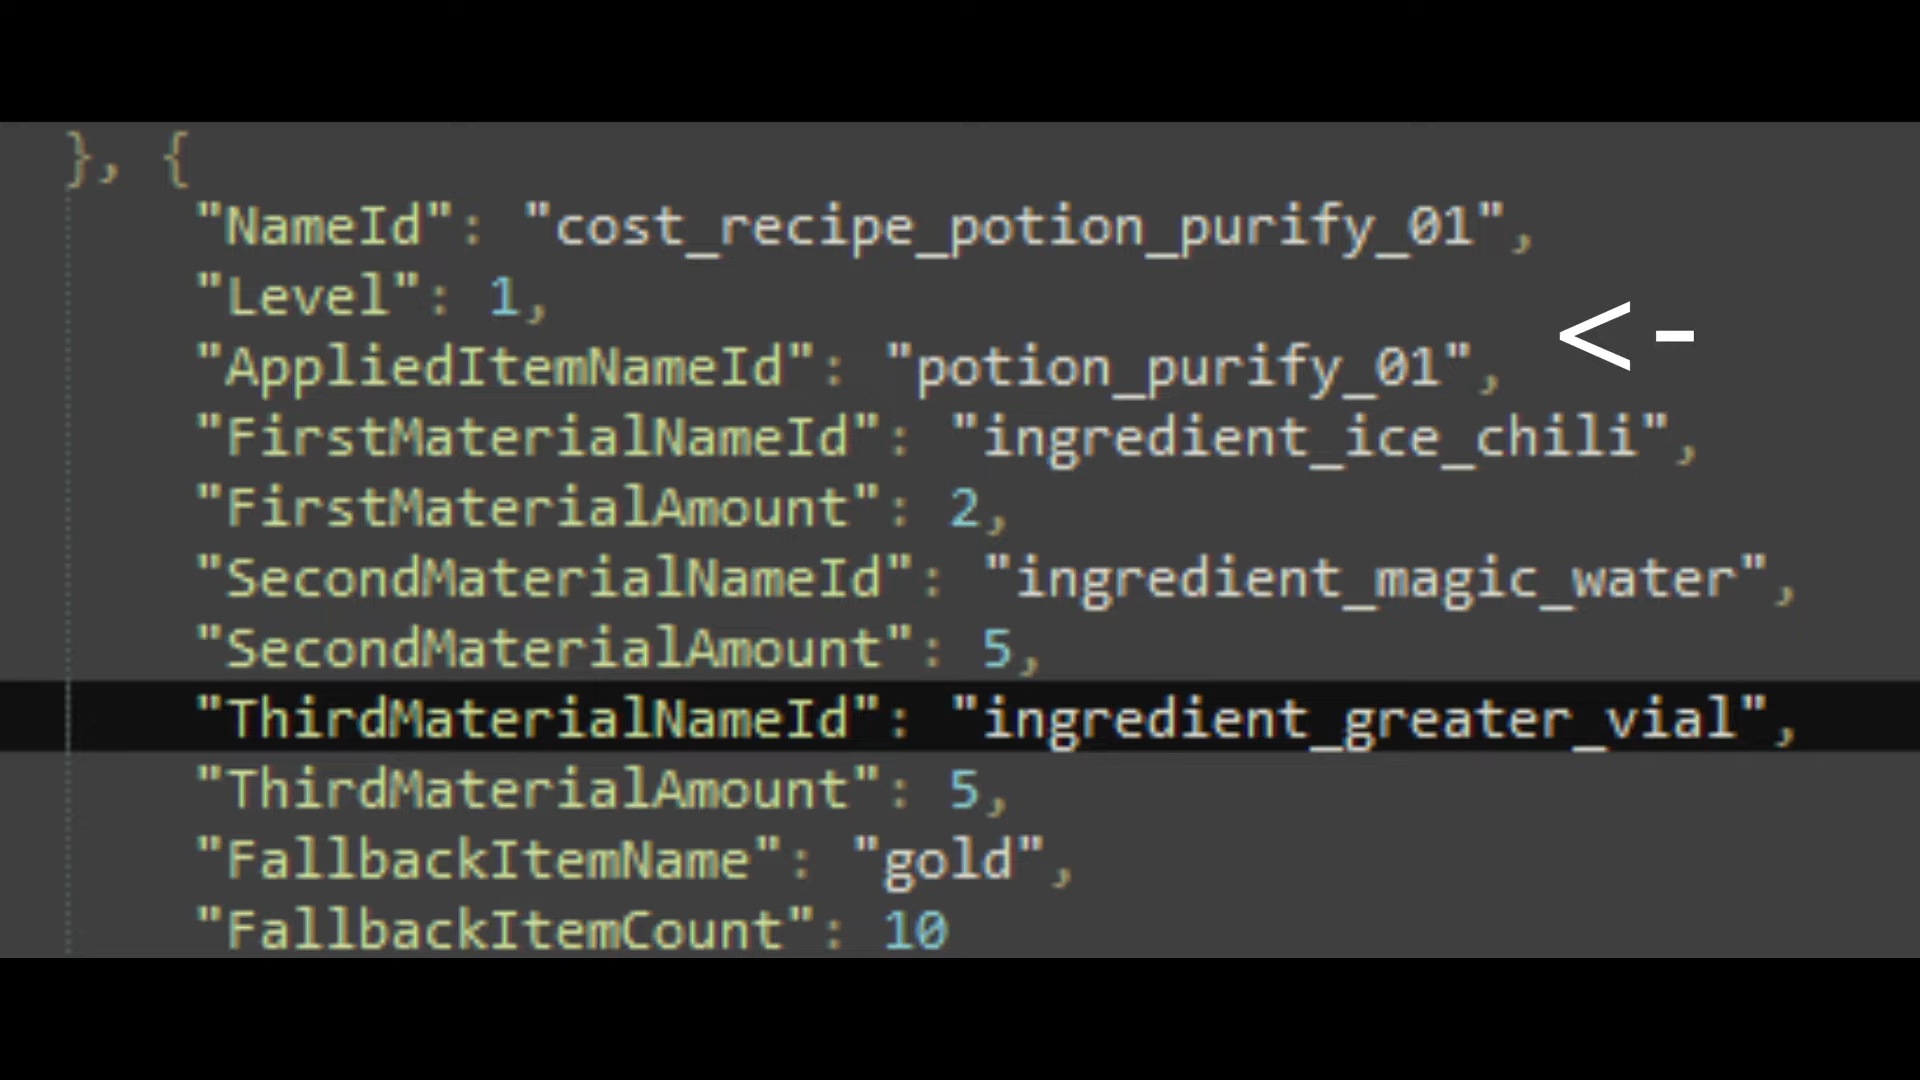 }, {
"NameId": "cost_recipe_potion_purify_01",
"Level": 1,
<-
"AppliedItemNameId": "potion_purify_01",
"FirstMaterialNameId": "ingredient_ice_chili",
"FirstMaterialAmount": 2,
"SecondMaterialNameId": "ingredient_magic_water",
"SecondMaterialAmount": 5,
"ThirdMaterialNameId": "ingredient_greater_vial",
"ThirdMaterialAmount": 5,
"FallbackItemName": "gold",
"FallbackItemCount": 10